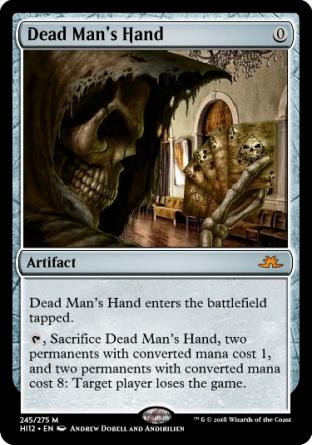 Dead Man's Hand 0
Artifact
Dead Man's Hand enters the battlefield
tapped.
, Sacrifice Dead Man's Hand, two
permanents with converted mana cost 1,
and two permanents with converted mana
cost 8: Target player loses the game.
245/275 M
HI12 • EN Andrew Dobell and Andrilien
™ & © 2018 Wizards of the Coast